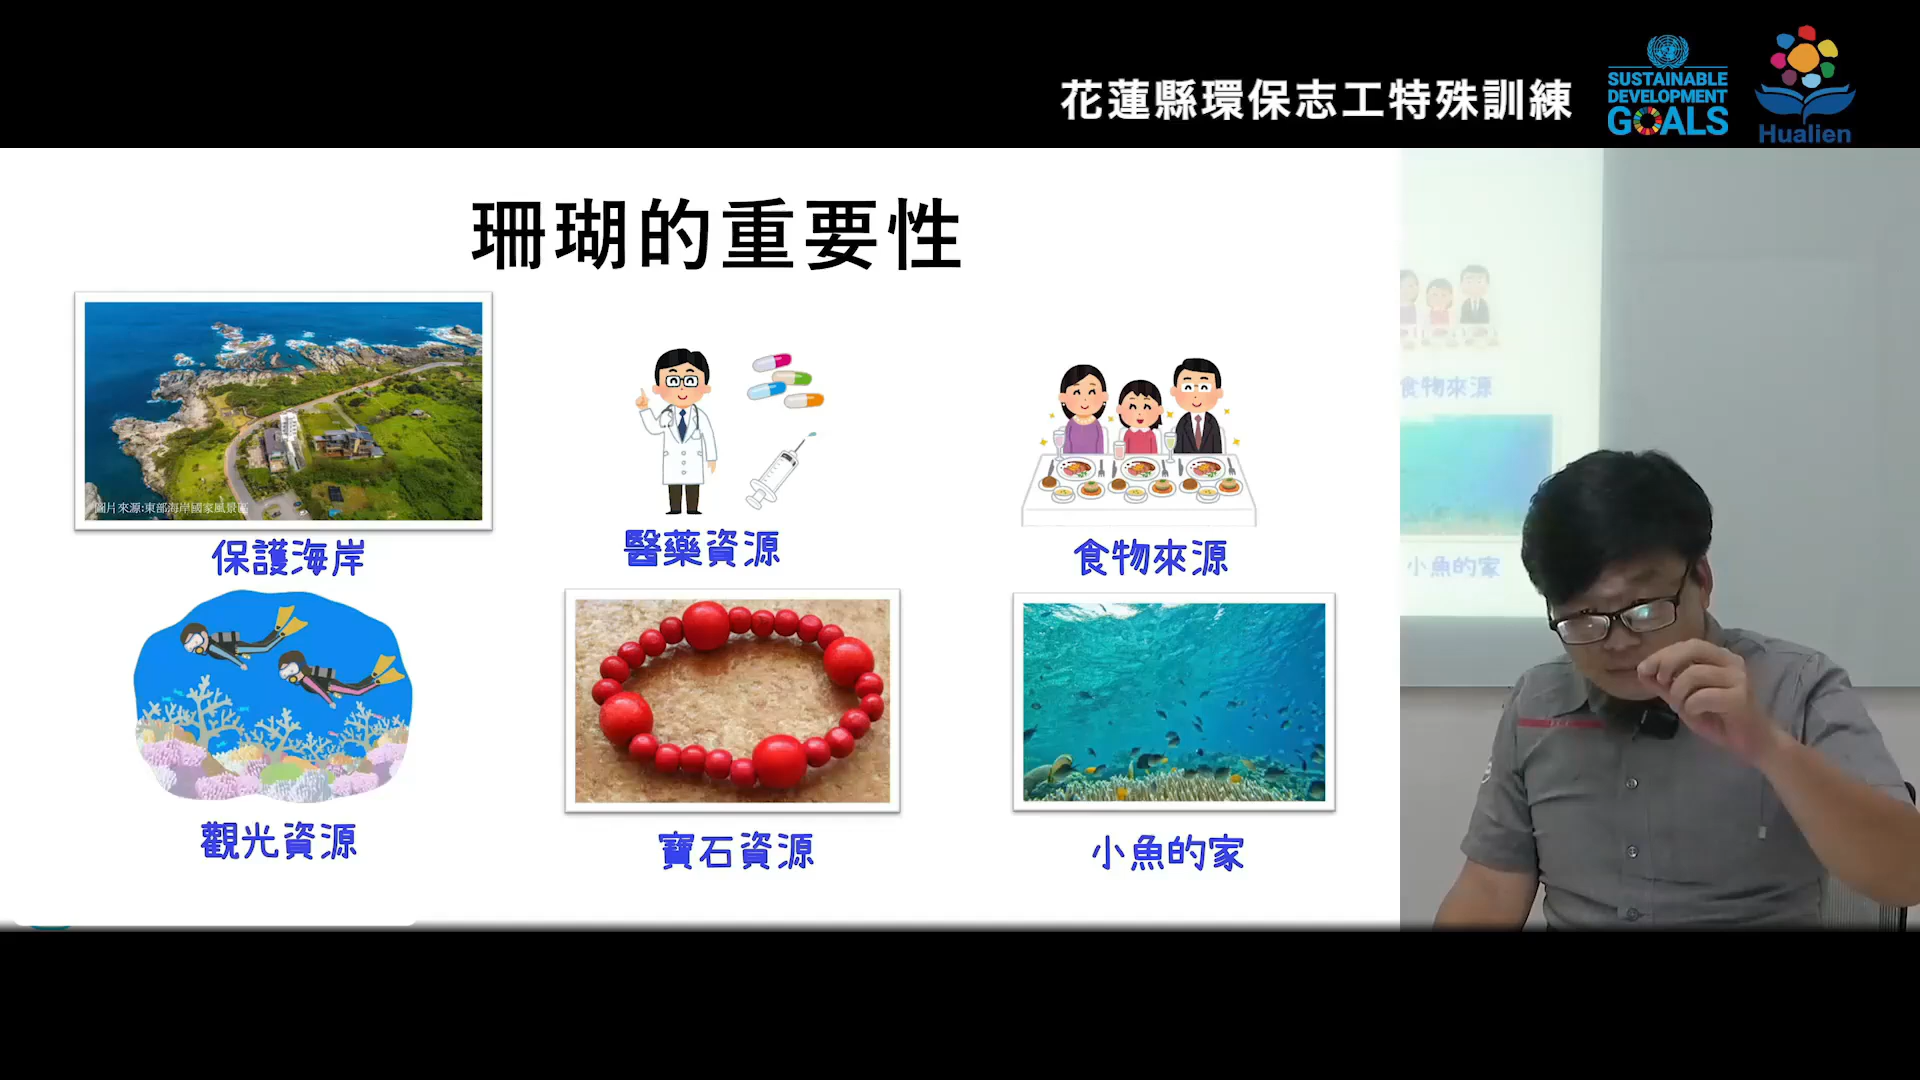 花蓮縣環保志工特殊訓練
SUSTAINABLE
DEVELOPMENT
GOALS
Hualien
珊瑚的重要性
圖片來源:東部海岸國家風景區
保護海岸
醫藥資源
食物來源
觀光資源
寶石資源
小魚的家
食物來源
小魚的家